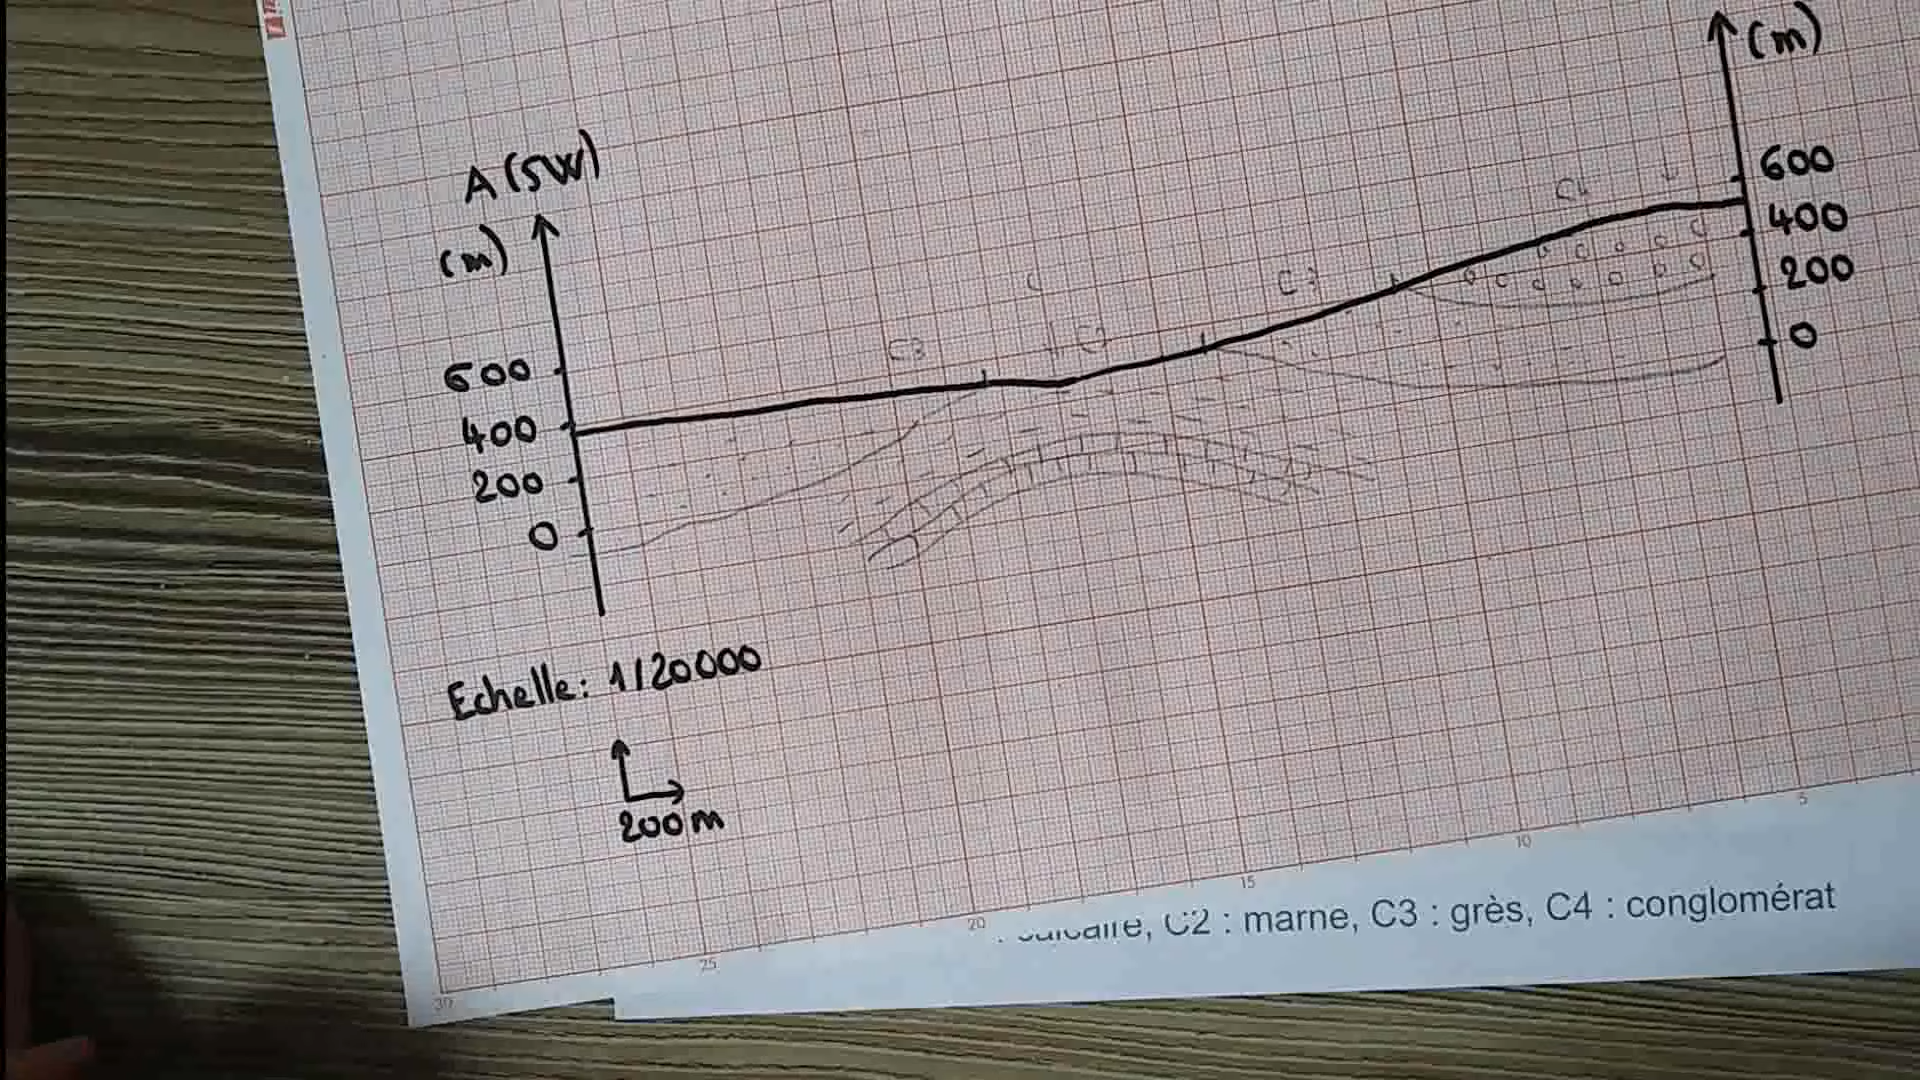 (m)
A (SW)
(m)
600
400
200
0
600
400
200
0
C3
C3
Echelle: 1/20000
200m
30
25
20
15
10
5
C2 : marne, C3 : grès, C4 : conglomérat